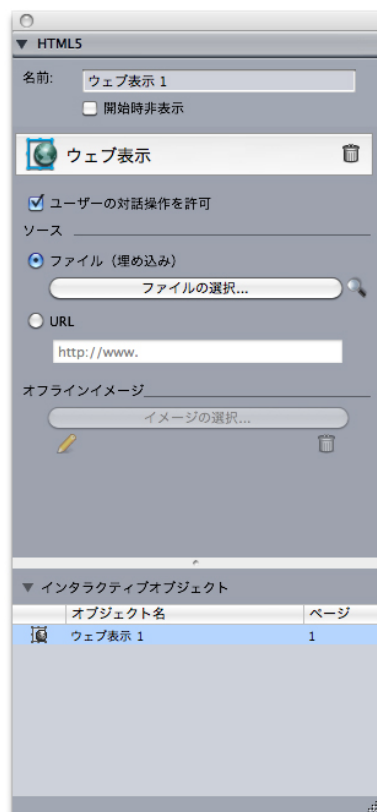 HTML5
名前: ウェブ表示 1
開始時非表示
ウェブ表示
ユーザーの対話操作を許可
ソース
ファイル（埋め込み）
ファイルの選択...
URL
http://www.
オフラインイメージ
イメージの選択...
インタラクティブオブジェクト
オブジェクト名 ページ
ウェブ表示 1 1